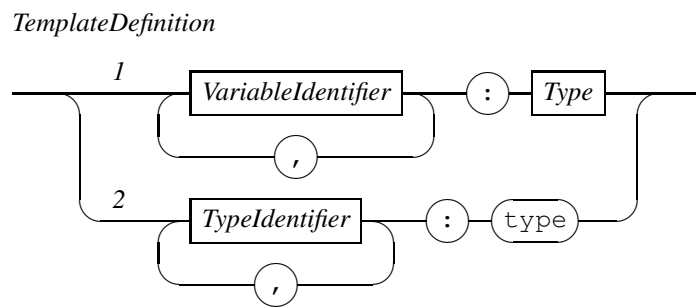 TemplateDefinition
1 VariableIdentifier : Type
,
2 TypeIdentifier : type
,